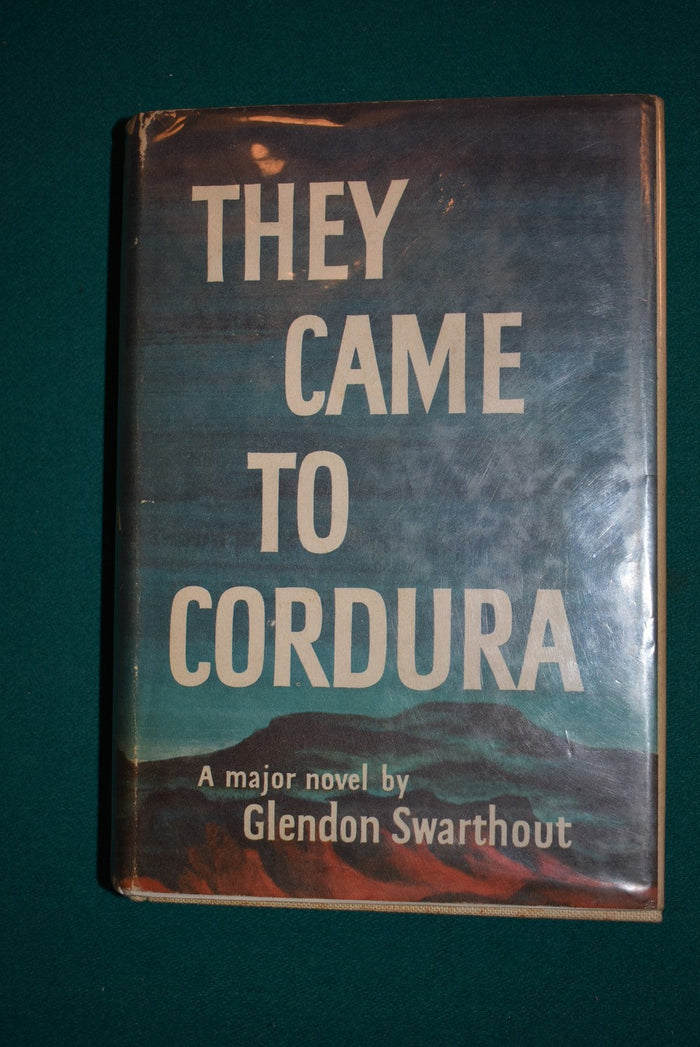 THEY
CAME
TO
CORDURA
A major novel by
Glendon Swarthout